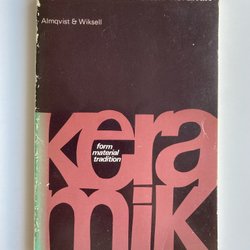 Almqvist & Wiksell
kera
form
material
tradition
mik